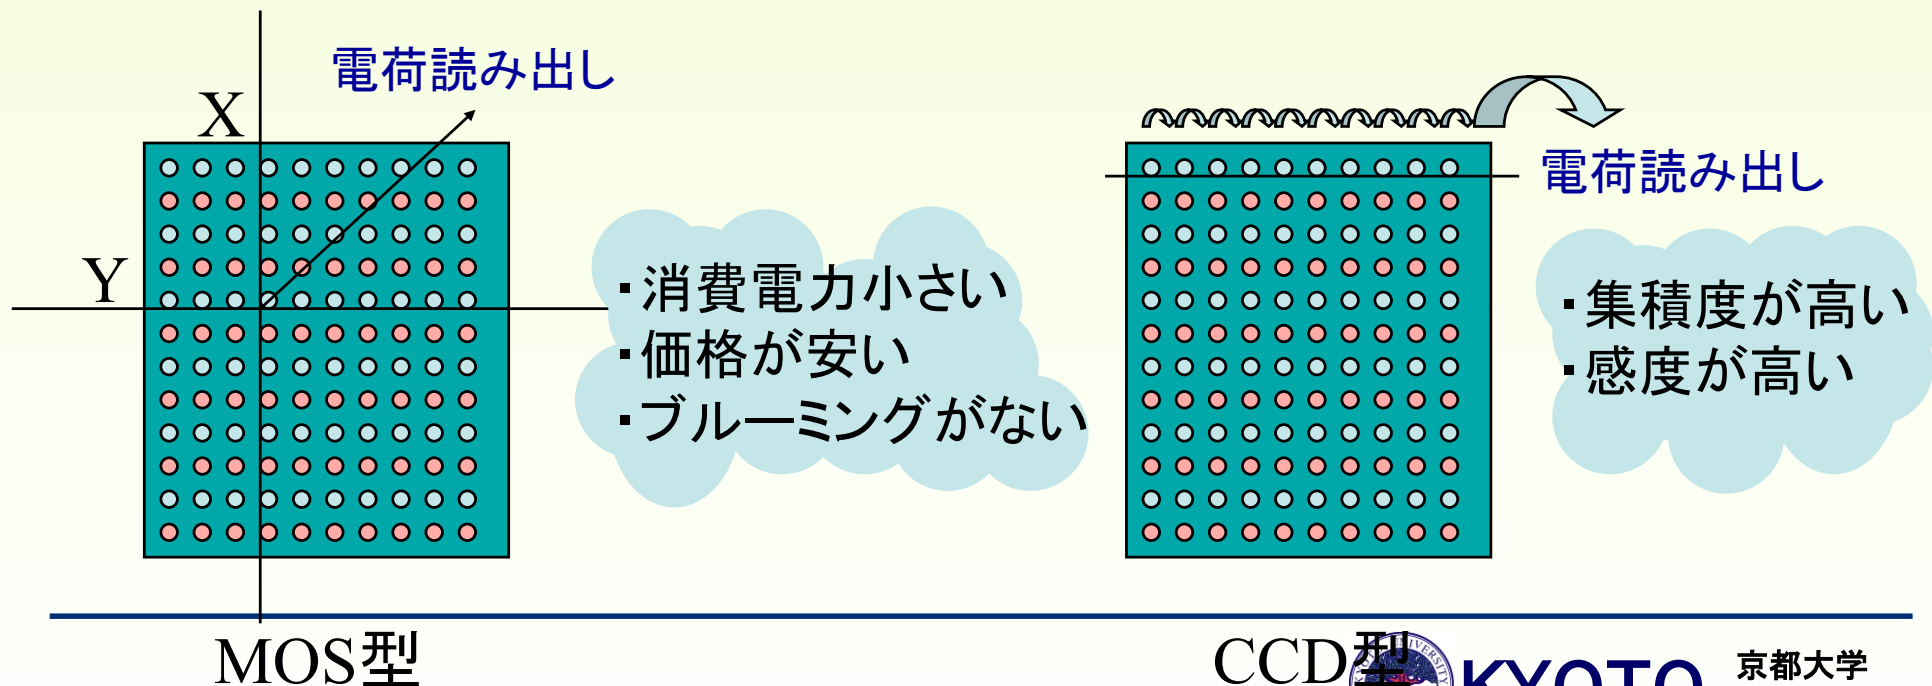 電荷読み出し
X
Y
・消費電力小さい
・価格が安い
・ブルーミングがない
MOS型
電荷読み出し
・集積度が高い
・感度が高い
CCD型
KYOTO
京都大学